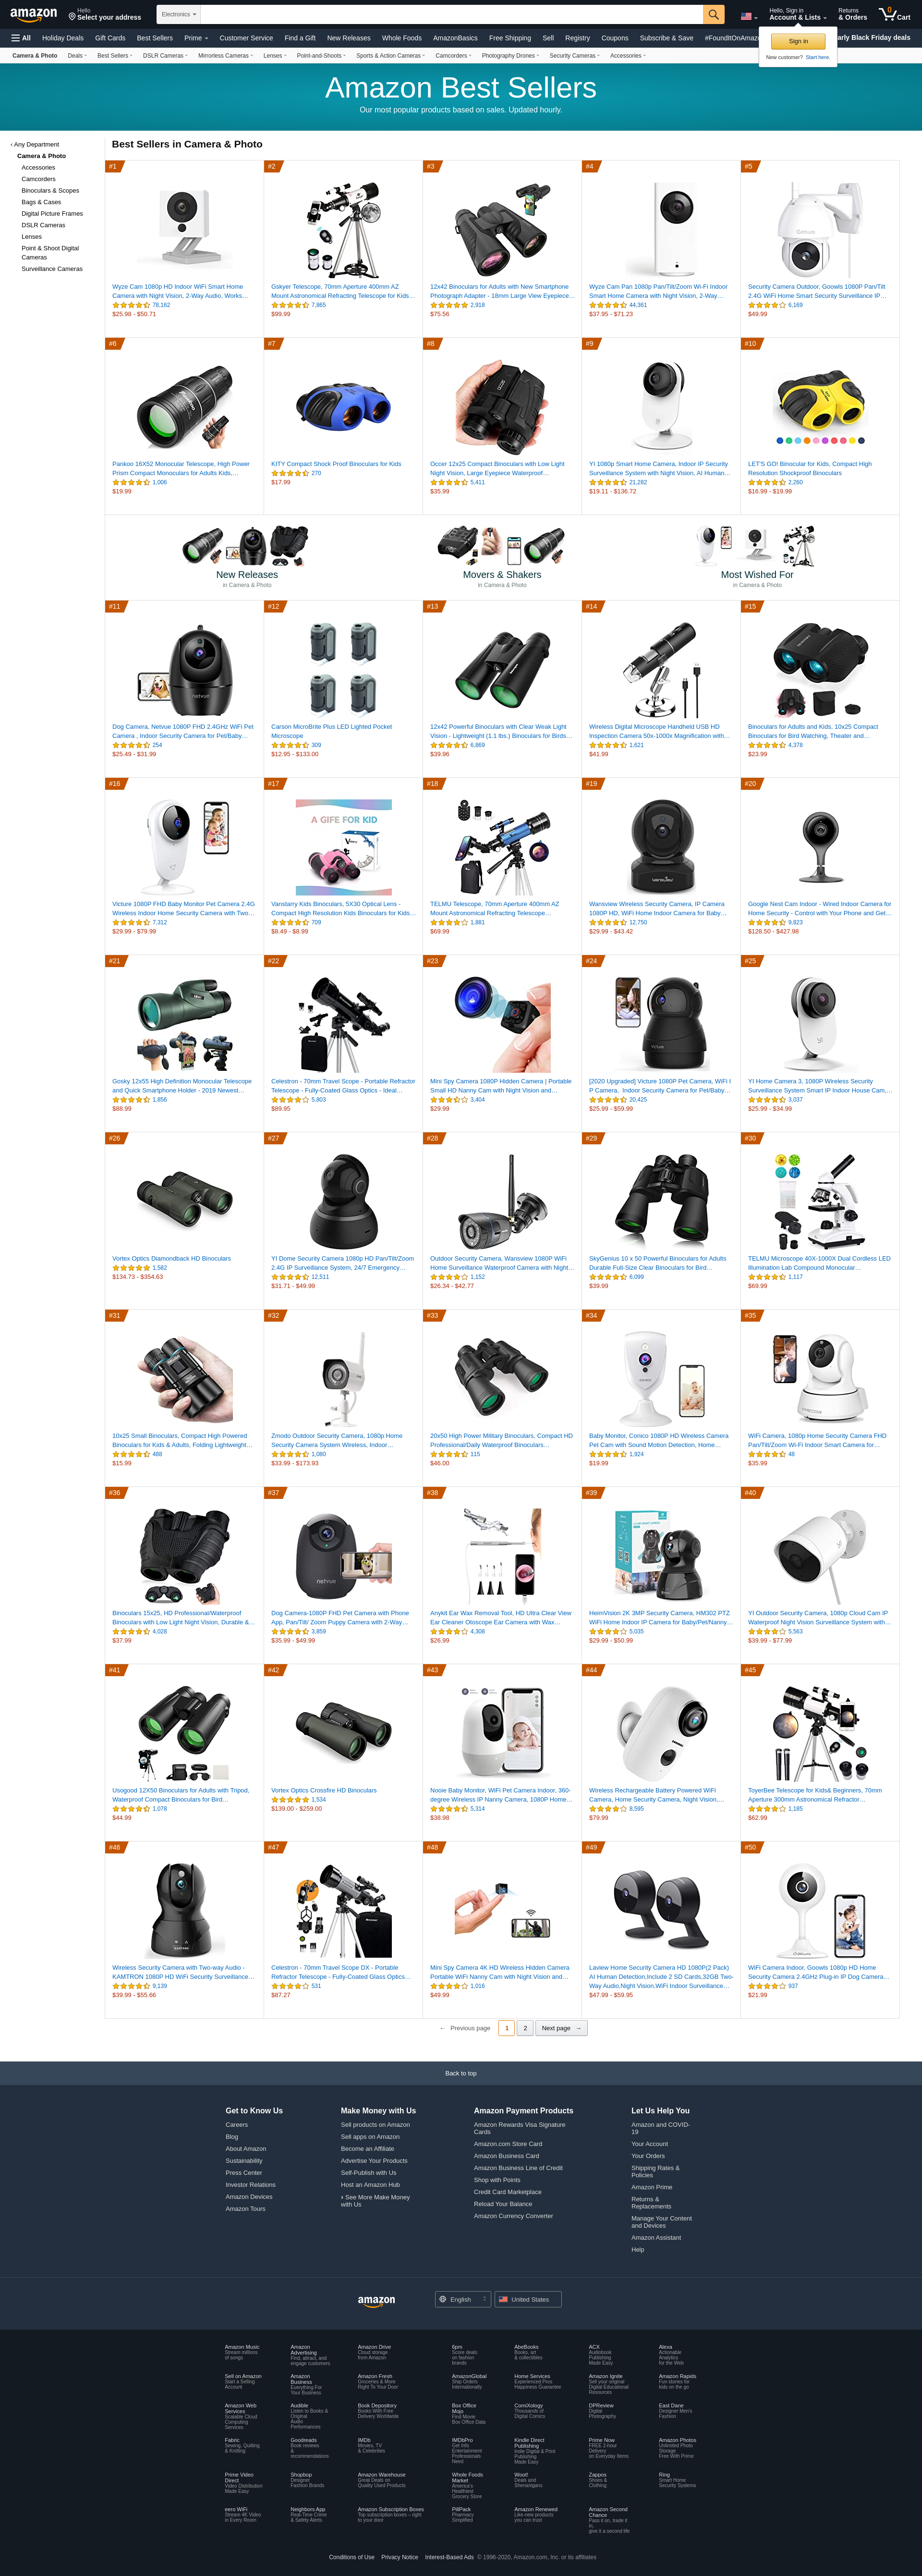 amazon
Hello
Select your address
Electronics
Hello, Sign in
Account & Lists
Returns
& Orders
0
Cart
All
Holiday Deals
Gift Cards
Best Sellers
Prime
Customer Service
Find a Gift
New Releases
Whole Foods
AmazonBasics
Free Shipping
Sell
Registry
Coupons
Subscribe & Save
#FoundItOnAmaz
arly Black Friday deals
Sign in
New customer? Start here.
Camera & Photo
Deals
Best Sellers
DSLR Cameras
Mirrorless Cameras
Lenses
Point-and-Shoots
Sports & Action Cameras
Camcorders
Photography Drones
Security Cameras
Accessories
Amazon Best Sellers
Our most popular products based on sales. Updated hourly.
‹ Any Department
Camera & Photo
Accessories
Camcorders
Binoculars & Scopes
Bags & Cases
Digital Picture Frames
DSLR Cameras
Lenses
Point & Shoot Digital
Cameras
Surveillance Cameras
Best Sellers in Camera & Photo
#1
Wyze Cam 1080p HD Indoor WiFi Smart Home
Camera with Night Vision, 2-Way Audio, Works…
78,162
$25.98 - $50.71
#2
Gskyer Telescope, 70mm Aperture 400mm AZ
Mount Astronomical Refracting Telescope for Kids…
7,865
$99.99
#3
12x42 Binoculars for Adults with New Smartphone
Photograph Adapter - 18mm Large View Eyepiece…
2,918
$75.56
#4
Wyze Cam Pan 1080p Pan/Tilt/Zoom Wi-Fi Indoor
Smart Home Camera with Night Vision, 2-Way…
44,361
$37.95 - $71.23
#5
Security Camera Outdoor, Goowls 1080P Pan/Tilt
2.4G WiFi Home Smart Security Surveillance IP…
6,169
$49.99
#6
Pankoo 16X52 Monocular Telescope, High Power
Prism Compact Monoculars for Adults Kids,…
1,006
$19.99
#7
KITY Compact Shock Proof Binoculars for Kids
270
$17.99
#8
Occer 12x25 Compact Binoculars with Low Light
Night Vision, Large Eyepiece Waterproof…
5,411
$35.99
#9
YI 1080p Smart Home Camera, Indoor IP Security
Surveillance System with Night Vision, AI Human…
21,282
$19.11 - $136.72
#10
LET'S GO! Binocular for Kids, Compact High
Resolution Shockproof Binoculars
2,260
$16.99 - $19.99
New Releases
in Camera & Photo
Movers & Shakers
in Camera & Photo
Most Wished For
in Camera & Photo
#11
netvue
Dog Camera, Netvue 1080P FHD 2.4GHz WiFi Pet
Camera , Indoor Security Camera for Pet/Baby…
254
$25.49 - $31.99
#12
Carson MicroBrite Plus LED Lighted Pocket
Microscope
309
$12.95 - $133.00
#13
12x42 Powerful Binoculars with Clear Weak Light
Vision - Lightweight (1.1 lbs.) Binoculars for Birds…
6,869
$39.96
#14
Wireless Digital Microscope Handheld USB HD
Inspection Camera 50x-1000x Magnification with…
1,621
$41.99
#15
Binoculars for Adults and Kids, 10x25 Compact
Binoculars for Bird Watching, Theater and…
4,378
$23.99
#16
Victure 1080P FHD Baby Monitor Pet Camera 2.4G
Wireless Indoor Home Security Camera with Two…
7,312
$29.99 - $79.99
#17
A GIFE FOR KID
Vanstarry Kids Binoculars, 5X30 Optical Lens -
Compact High Resolution Kids Binoculars for Kids…
709
$8.49 - $8.99
#18
TELMU Telescope, 70mm Aperture 400mm AZ
Mount Astronomical Refracting Telescope…
1,881
$69.99
#19
wansview
Wansview Wireless Security Camera, IP Camera
1080P HD, WiFi Home Indoor Camera for Baby…
12,750
$29.99 - $43.42
#20
Google Nest Cam Indoor - Wired Indoor Camera for
Home Security - Control with Your Phone and Get…
9,823
$128.50 - $427.98
#21
Gosky 12x55 High Definition Monocular Telescope
and Quick Smartphone Holder - 2019 Newest…
1,856
$88.99
#22
Celestron - 70mm Travel Scope - Portable Refractor
Telescope - Fully-Coated Glass Optics - Ideal…
5,803
$89.95
#23
Mini Spy Camera 1080P Hidden Camera | Portable
Small HD Nanny Cam with Night Vision and…
3,404
$29.99
#24
[2020 Upgraded] Victure 1080P Pet Camera, WiFi I
P Camera, Indoor Security Camera for Pet/Baby…
20,425
$25.99 - $59.99
#25
YI Home Camera 3, 1080P Wireless Security
Surveillance System Smart IP Indoor House Cam,…
3,037
$25.99 - $34.99
#26
Vortex Optics Diamondback HD Binoculars
1,582
$134.73 - $354.63
#27
YI Dome Security Camera 1080p HD Pan/Tilt/Zoom
2.4G IP Surveillance System, 24/7 Emergency…
12,511
$31.71 - $49.99
#28
Outdoor Security Camera, Wansview 1080P WiFi
Home Surveillance Waterproof Camera with Night…
1,152
$26.34 - $42.77
#29
SkyGenius 10 x 50 Powerful Binoculars for Adults
Durable Full-Size Clear Binoculars for Bird…
6,099
$39.99
#30
TELMU Microscope 40X-1000X Dual Cordless LED
Illumination Lab Compound Monocular…
1,117
$69.99
#31
10x25 Small Binoculars, Compact High Powered
Binoculars for Kids & Adults, Folding Lightweight…
488
$15.99
#32
Zmodo Outdoor Security Camera, 1080p Home
Security Camera System Wireless, Indoor…
1,080
$33.99 - $173.93
#33
20x50 High Power Military Binoculars, Compact HD
Professional/Daily Waterproof Binoculars…
115
$46.00
#34
Baby Monitor, Conico 1080P HD Wireless Camera
Pet Cam with Sound Motion Detection, Home…
1,924
$19.99
#35
WiFi Camera, 1080p Home Security Camera FHD
Pan/Tilt/Zoom Wi-Fi Indoor Smart Camera for…
48
$35.99
#36
Binoculars 15x25, HD Professional/Waterproof
Binoculars with Low Light Night Vision, Durable &…
4,028
$37.99
#37
netvue
Dog Camera-1080P FHD Pet Camera with Phone
App, Pan/Tilt/ Zoom Puppy Camera with 2-Way…
3,859
$35.99 - $49.99
#38
Anykit Ear Wax Removal Tool, HD Ultra Clear View
Ear Cleaner Otoscope Ear Camera with Wax…
4,308
$26.99
#39
HeimVision 2K 3MP Security Camera, HM302 PTZ
WiFi Home Indoor IP Camera for Baby/Pet/Nanny…
5,035
$29.99 - $50.99
#40
YI Outdoor Security Camera, 1080p Cloud Cam IP
Waterproof Night Vision Surveillance System with…
5,563
$39.99 - $77.99
#41
Usogood 12X50 Binoculars for Adults with Tripod,
Waterproof Compact Binoculars for Bird…
1,078
$44.99
#42
Vortex Optics Crossfire HD Binoculars
1,534
$139.00 - $259.00
#43
Nooie Baby Monitor, WiFi Pet Camera Indoor, 360-
degree Wireless IP Nanny Camera, 1080P Home…
5,314
$38.98
#44
Wireless Rechargeable Battery Powered WiFi
Camera, Home Security Camera, Night Vision,…
8,595
$79.99
#45
ToyerBee Telescope for Kids& Beginners, 70mm
Aperture 300mm Astronomical Refractor…
1,185
$62.99
#46
Wireless Security Camera with Two-way Audio -
KAMTRON 1080P HD WiFi Security Surveillance…
9,139
$39.99 - $55.66
#47
Celestron - 70mm Travel Scope DX - Portable
Refractor Telescope - Fully-Coated Glass Optics…
531
$87.27
#48
Mini Spy Camera 4K HD Wireless Hidden Camera
Portable WiFi Nanny Cam with Night Vision and…
1,016
$49.99
#49
Laview Home Security Camera HD 1080P(2 Pack)
AI Human Detection,Include 2 SD Cards,32GB Two-
Way Audio,Night Vision,WiFi Indoor Surveillance…
$47.99 - $59.95
#50
WiFi Camera Indoor, Goowls 1080p HD Home
Security Camera 2.4GHz Plug-in IP Dog Camera…
937
$21.99
← Previous page
1
2
Next page →
Back to top
Get to Know Us
Careers
Blog
About Amazon
Sustainability
Press Center
Investor Relations
Amazon Devices
Amazon Tours
Make Money with Us
Sell products on Amazon
Sell apps on Amazon
Become an Affiliate
Advertise Your Products
Self-Publish with Us
Host an Amazon Hub
› See More Make Money
with Us
Amazon Payment Products
Amazon Rewards Visa Signature
Cards
Amazon.com Store Card
Amazon Business Card
Amazon Business Line of Credit
Shop with Points
Credit Card Marketplace
Reload Your Balance
Amazon Currency Converter
Let Us Help You
Amazon and COVID-
19
Your Account
Your Orders
Shipping Rates &
Policies
Amazon Prime
Returns &
Replacements
Manage Your Content
and Devices
Amazon Assistant
Help
amazon
English
United States
Amazon Music
Stream millions
of songs
Amazon
Advertising
Find, attract, and
engage customers
Amazon Drive
Cloud storage
from Amazon
6pm
Score deals
on fashion
brands
AbeBooks
Books, art
& collectibles
ACX
Audiobook
Publishing
Made Easy
Alexa
Actionable
Analytics
for the Web
Sell on Amazon
Start a Selling
Account
Amazon
Business
Everything For
Your Business
Amazon Fresh
Groceries & More
Right To Your Door
AmazonGlobal
Ship Orders
Internationally
Home Services
Experienced Pros
Happiness Guarantee
Amazon Ignite
Sell your original
Digital Educational
Resources
Amazon Rapids
Fun stories for
kids on the go
Amazon Web
Services
Scalable Cloud
Computing
Services
Audible
Listen to Books &
Original
Audio
Performances
Book Depository
Books With Free
Delivery Worldwide
Box Office
Mojo
Find Movie
Box Office Data
ComiXology
Thousands of
Digital Comics
DPReview
Digital
Photography
East Dane
Designer Men's
Fashion
Fabric
Sewing, Quilting
& Knitting
Goodreads
Book reviews
&
recommendations
IMDb
Movies, TV
& Celebrities
IMDbPro
Get Info
Entertainment
Professionals
Need
Kindle Direct
Publishing
Indie Digital & Print
Publishing
Made Easy
Prime Now
FREE 2-hour
Delivery
on Everyday Items
Amazon Photos
Unlimited Photo
Storage
Free With Prime
Prime Video
Direct
Video Distribution
Made Easy
Shopbop
Designer
Fashion Brands
Amazon Warehouse
Great Deals on
Quality Used Products
Whole Foods
Market
America's
Healthiest
Grocery Store
Woot!
Deals and
Shenanigans
Zappos
Shoes &
Clothing
Ring
Smart Home
Security Systems
eero WiFi
Stream 4K Video
in Every Room
Neighbors App
Real-Time Crime
& Safety Alerts
Amazon Subscription Boxes
Top subscription boxes – right
to your door
PillPack
Pharmacy
Simplified
Amazon Renewed
Like-new products
you can trust
Amazon Second
Chance
Pass it on, trade it
in,
give it a second life
Conditions of Use
Privacy Notice
Interest-Based Ads
© 1996-2020, Amazon.com, Inc. or its affiliates